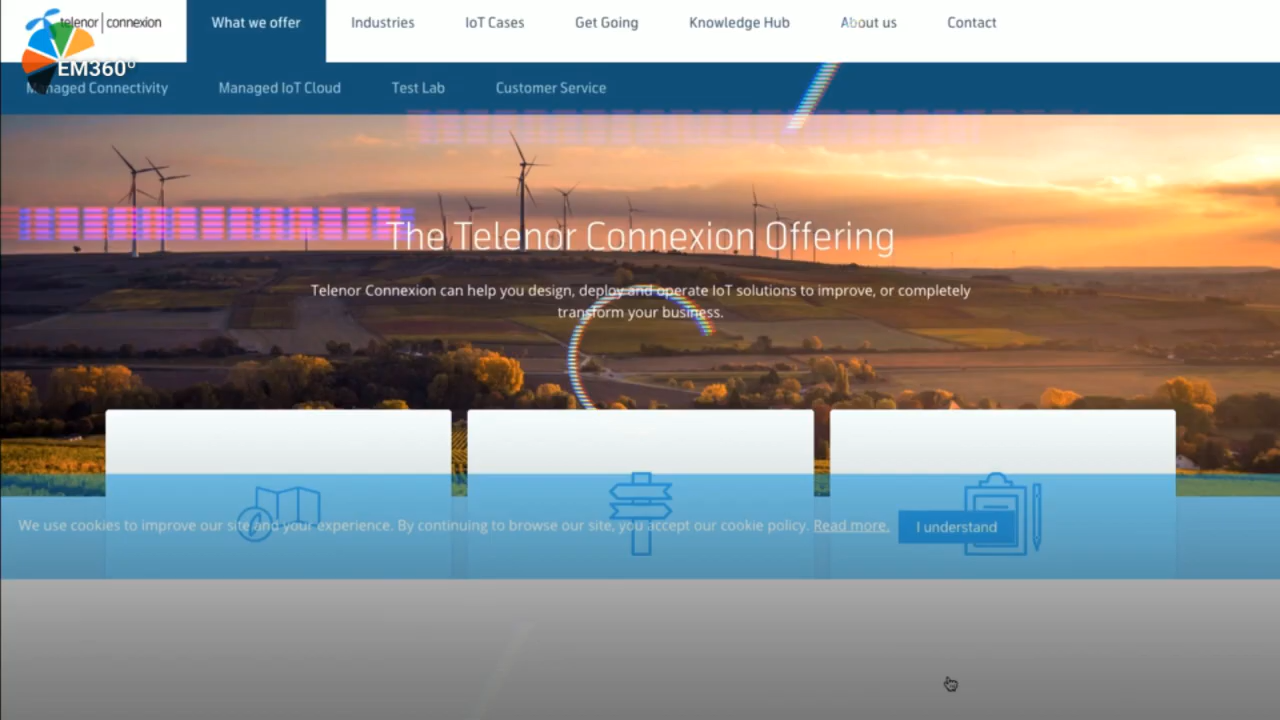 telenor | connexion
What we offer
Industries
IoT Cases
Get Going
Knowledge Hub
About us
Contact
EM360°
Managed Connectivity
Managed IoT Cloud
Test Lab
Customer Service
The Telenor Connexion Offering
Telenor Connexion can help you design, deploy and operate IoT solutions to improve, or completely
transform your business.
We use cookies to improve our site and your experience. By continuing to browse our site, you accept our cookie policy. Read more.
I understand